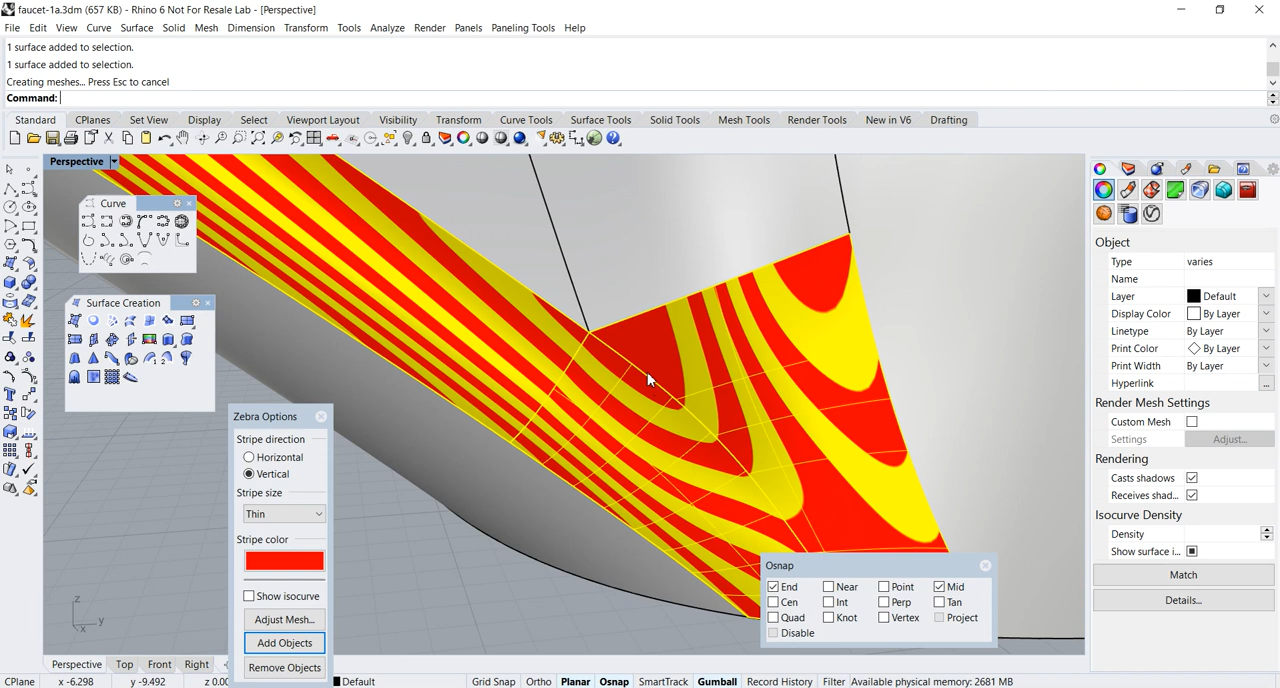 faucet-1a.3dm (657 KB) - Rhino 6 Not For Resale Lab - [Perspective]
File Edit View Curve Surface Solid Mesh Dimension Transform Tools Analyze Render Panels Paneling Tools Help
1 surface added to selection.
1 surface added to selection.
Creating meshes... Press Esc to cancel
Command:
Standard CPlanes Set View Display Select Viewport Layout Visibility Transform Curve Tools Surface Tools Solid Tools Mesh Tools Render Tools New in V6 Drafting
Perspective
Curve
Surface Creation
Zebra Options
Stripe direction
Horizontal
Vertical
Stripe size
Thin
Stripe color
Show isocurve
Adjust Mesh...
Add Objects
Remove Objects
Osnap
End Near Point Mid
Cen Int Perp Tan
Quad Knot Vertex Project
Disable
z
y
x
Object
Type varies
Name
Layer Default
Display Color By Layer
Linetype By Layer
Print Color By Layer
Print Width By Layer
Hyperlink ...
Render Mesh Settings
Custom Mesh
Settings Adjust...
Rendering
Casts shadows
Receives shad...
Isocurve Density
Density
Show surface i...
Match
Details...
Perspective Top Front Right
CPlane x -6.298 y -9.492 z 0.00 Default Grid Snap Ortho Planar Osnap SmartTrack Gumball Record History Filter Available physical memory: 2681 MB